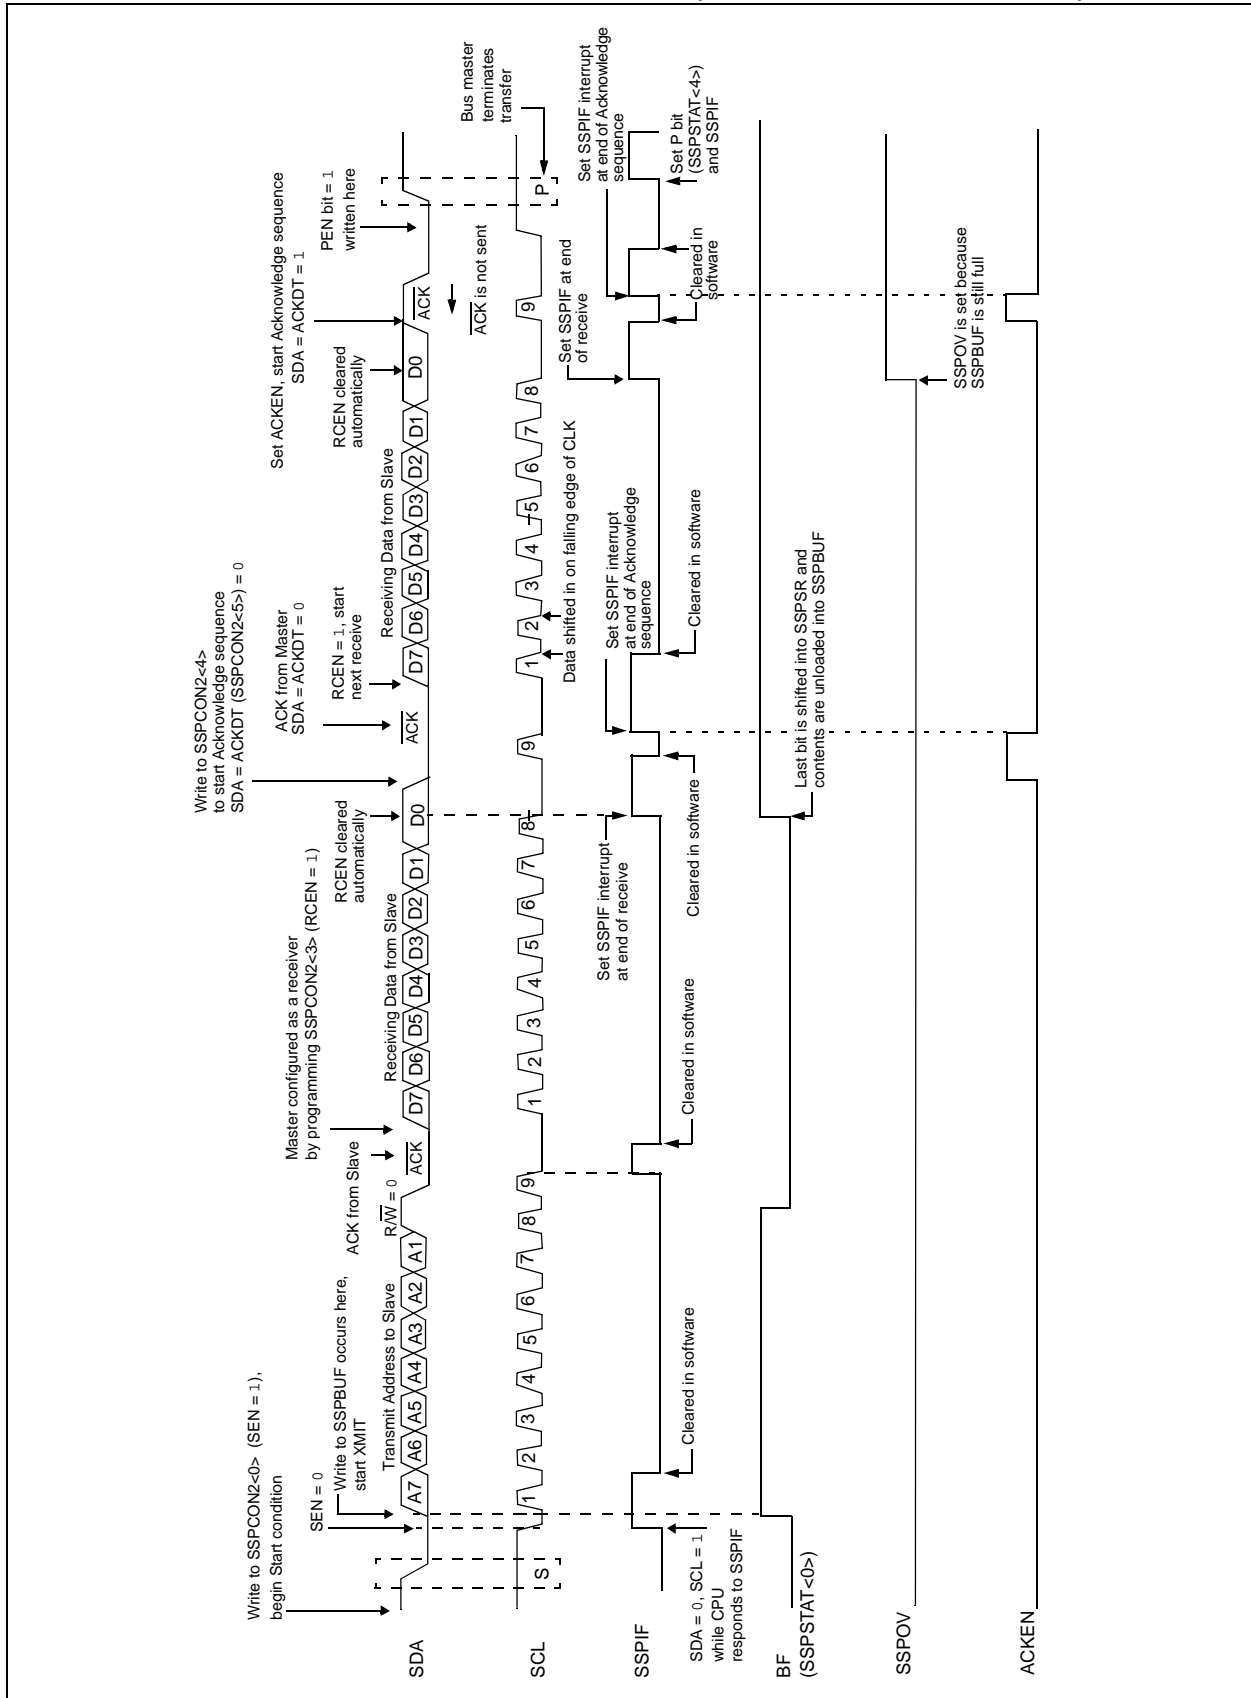 Write to SSPCON2<0> (SEN = 1),
begin Start condition
SEN = 0
Write to SSPBUF occurs here,
start XMIT
Transmit Address to Slave
ACK from Slave
R/W = 0
Master configured as a receiver
by programming SSPCON2<3> (RCEN = 1)
Receiving Data from Slave
RCEN cleared
automatically
Write to SSPCON2<4>
to start Acknowledge sequence
SDA = ACKDT (SSPCON2<5>) = 0
ACK from Master
SDA = ACKDT = 0
RCEN = 1, start
next receive
Receiving Data from Slave
RCEN cleared
automatically
Set ACKEN, start Acknowledge sequence
SDA = ACKDT = 1
PEN bit = 1
written here
SDA
A7 A6 A5 A4 A3 A2 A1
ACK
D7 D6 D5 D4 D3 D2 D1 D0
ACK
D7 D6 D5 D4 D3 D2 D1 D0
ACK
ACK is not sent
Bus master
terminates
transfer
SCL
S
1 2 3 4 5 6 7 8 9
1 2 3 4 5 6 7 8 9
1 2 3 4 5 6 7 8 9
P
Data shifted in on falling edge of CLK
Set SSPIF interrupt
at end of receive
Set SSPIF interrupt
at end of Acknowledge
sequence
Set SSPIF at end
of receive
Set SSPIF interrupt
at end of Acknowledge
sequence
SSPIF
SDA = 0, SCL = 1
while CPU
responds to SSPIF
Cleared in software
Cleared in software
Cleared in software
Cleared in software
Cleared in
software
Set P bit
(SSPSTAT<4>)
and SSPIF
BF
(SSPSTAT<0>)
Last bit is shifted into SSPSR and
contents are unloaded into SSPBUF
SSPOV
SSPOV is set because
SSPBUF is still full
ACKEN